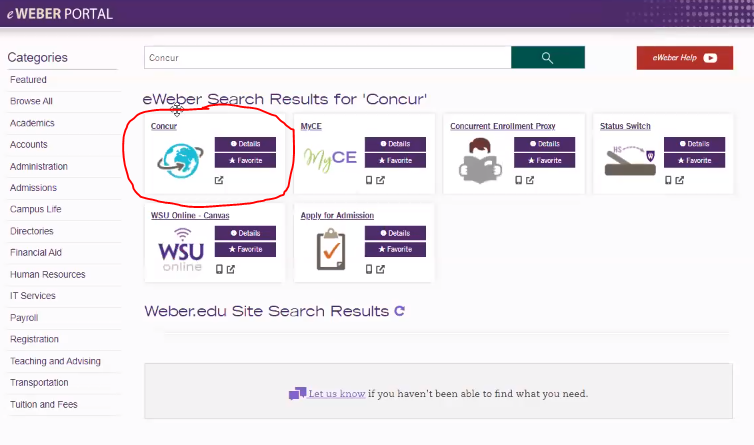 eWEBER PORTAL
Categories
Featured
Browse All
Academics
Accounts
Administration
Admissions
Campus Life
Directories
Financial Aid
Human Resources
IT Services
Payroll
Registration
Teaching and Advising
Transportation
Tuition and Fees
Concur
eWeber Help
eWeber Search Results for 'Concur'
Concur
Details
Favorite
MyCE
MyCE
Details
Favorite
Concurrent Enrollment Proxy
Details
Favorite
Status Switch
HS
W
Details
Favorite
WSU Online - Canvas
WSU
online
Details
Favorite
Apply for Admission
Details
Favorite
Weber.edu Site Search Results
Let us know if you haven't been able to find what you need.